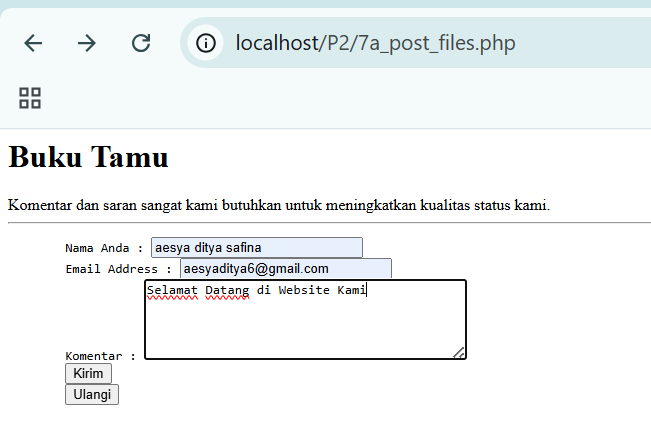 localhost/P2/7a_post_files.php
Buku Tamu
Komentar dan saran sangat kami butuhkan untuk meningkatkan kualitas status kami.
Nama Anda : aesya ditya safina
Email Address : aesyaditya6@gmail.com
Selamat Datang di Website Kami
Komentar :
Kirim
Ulangi